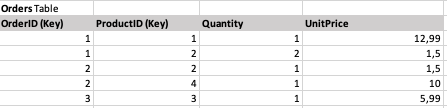 Orders Table
OrderID (Key) ProductID (Key) Quantity UnitPrice
1 1 1 12,99
1 2 2 1,5
2 2 1 1,5
2 4 1 10
3 3 1 5,99